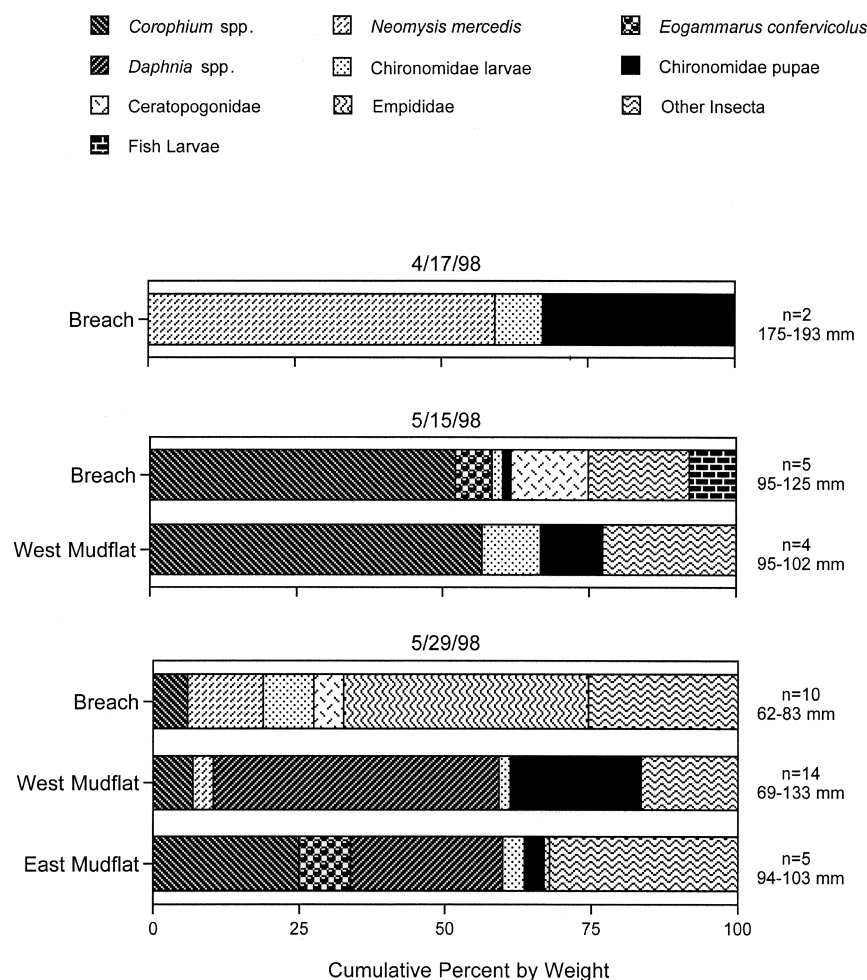 Corophium spp.
Neomysis mercedis
Eogammarus confervicolus
Daphnia spp.
Chironomidae larvae
Chironomidae pupae
Ceratopogonidae
Empididae
Other Insecta
Fish Larvae
4/17/98
Breach
n=2
175-193 mm
5/15/98
Breach
n=5
95-125 mm
West Mudflat
n=4
95-102 mm
5/29/98
Breach
n=10
62-83 mm
West Mudflat
n=14
69-133 mm
East Mudflat
n=5
94-103 mm
0 25 50 75 100
Cumulative Percent by Weight